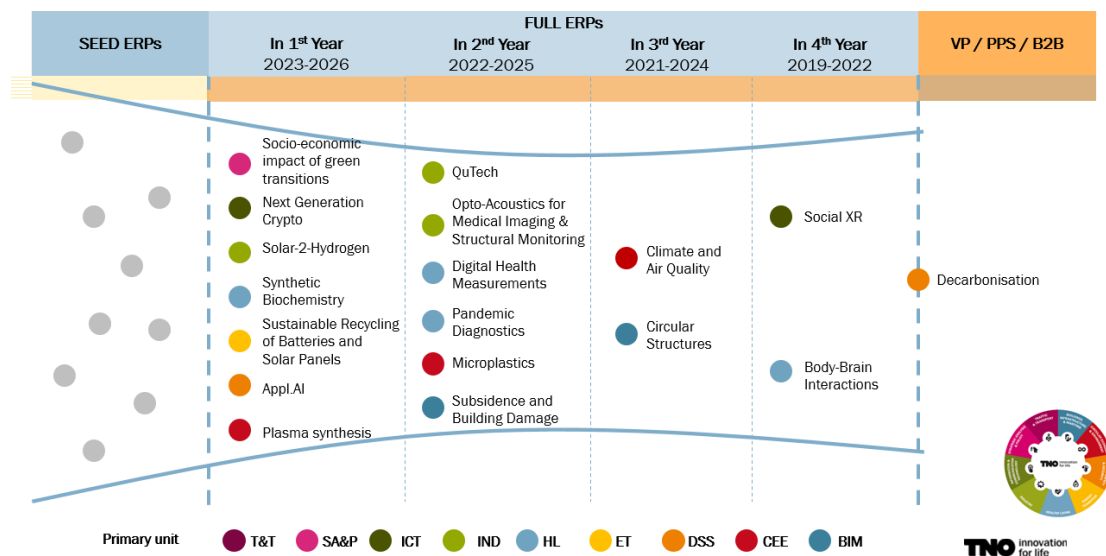 SEED ERPs
FULL ERPs
In 1st Year
2023-2026
In 2nd Year
2022-2025
In 3rd Year
2021-2024
In 4th Year
2019-2022
VP / PPS / B2B
Socio-economic
impact of green
transitions
Next Generation
Crypto
Solar-2-Hydrogen
Synthetic
Biochemistry
Sustainable Recycling
of Batteries and
Solar Panels
Appl.AI
Plasma synthesis
QuTech
Opto-Acoustics for
Medical Imaging &
Structural Monitoring
Digital Health
Measurements
Pandemic
Diagnostics
Microplastics
Subsidence and
Building Damage
Climate and
Air Quality
Circular
Structures
Social XR
Body-Brain
Interactions
Decarbonisation
TNO innovation
for life
Primary unit
T&T
SA&P
ICT
IND
HL
ET
DSS
CEE
BIM
TNO innovation
for life